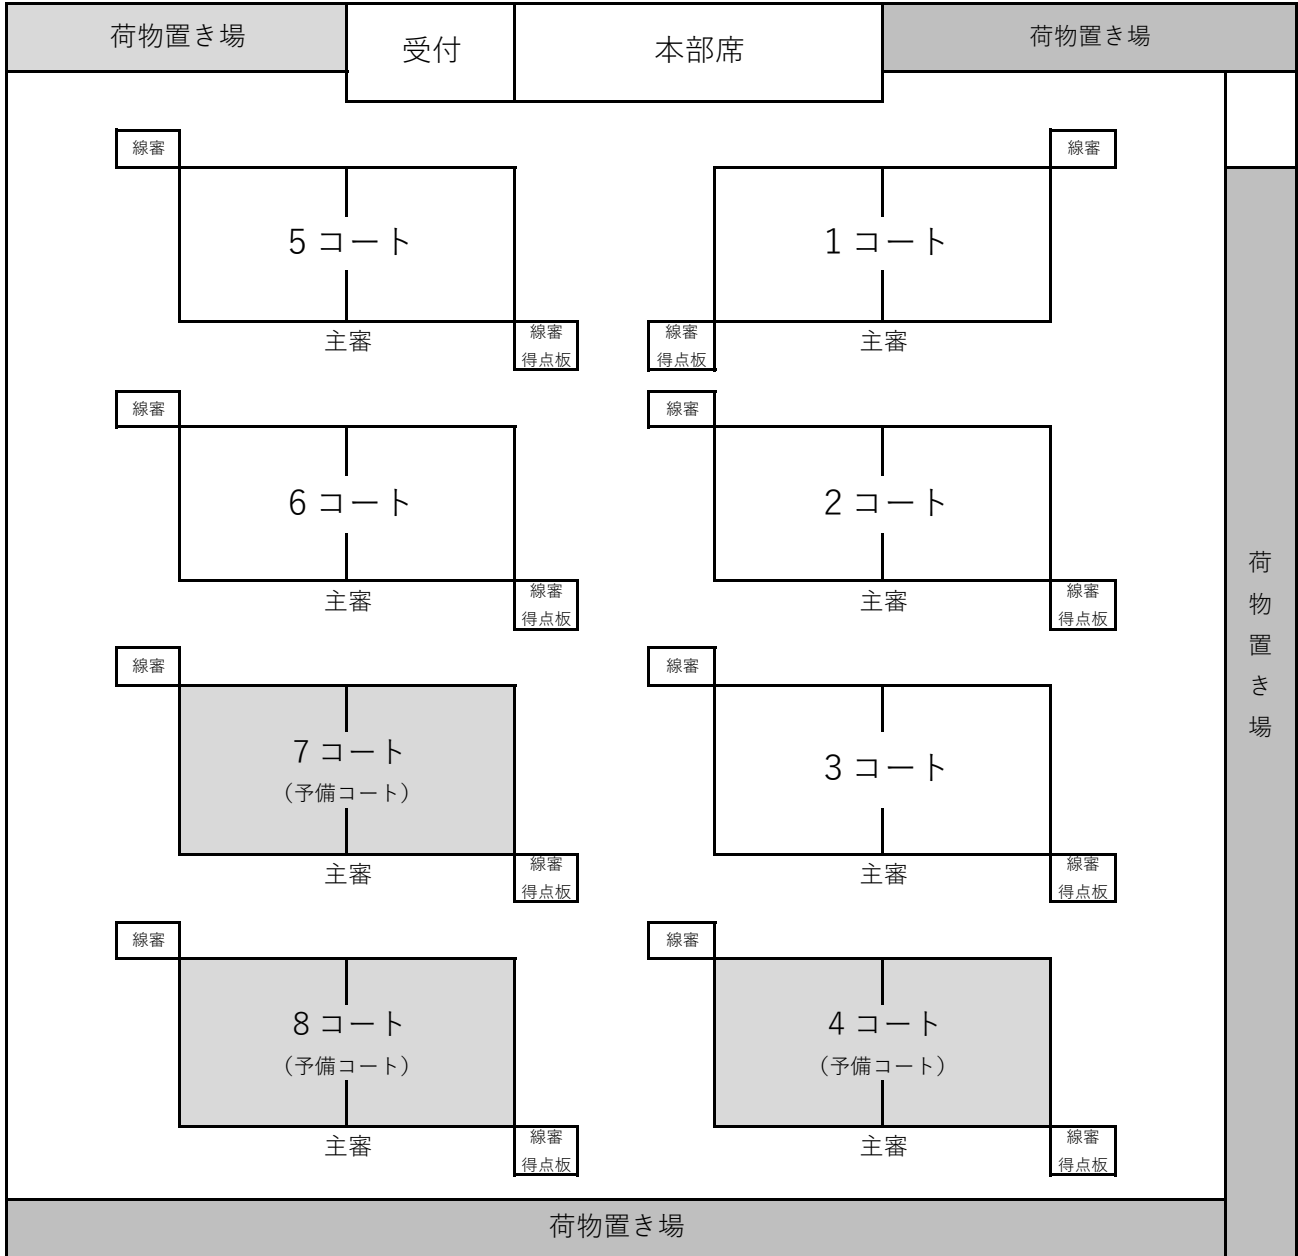 荷物置き場
受付
本部席
荷物置き場
線審
線審
5 コート
1 コート
主審
線審
得点板
線審
得点板
主審
線審
線審
6 コート
2 コート
主審
線審
得点板
主審
線審
得点板
荷物置き場
線審
線審
7 コート
（予備コート）
3 コート
主審
線審
得点板
主審
線審
得点板
線審
線審
8 コート
（予備コート）
4 コート
（予備コート）
主審
線審
得点板
主審
線審
得点板
荷物置き場